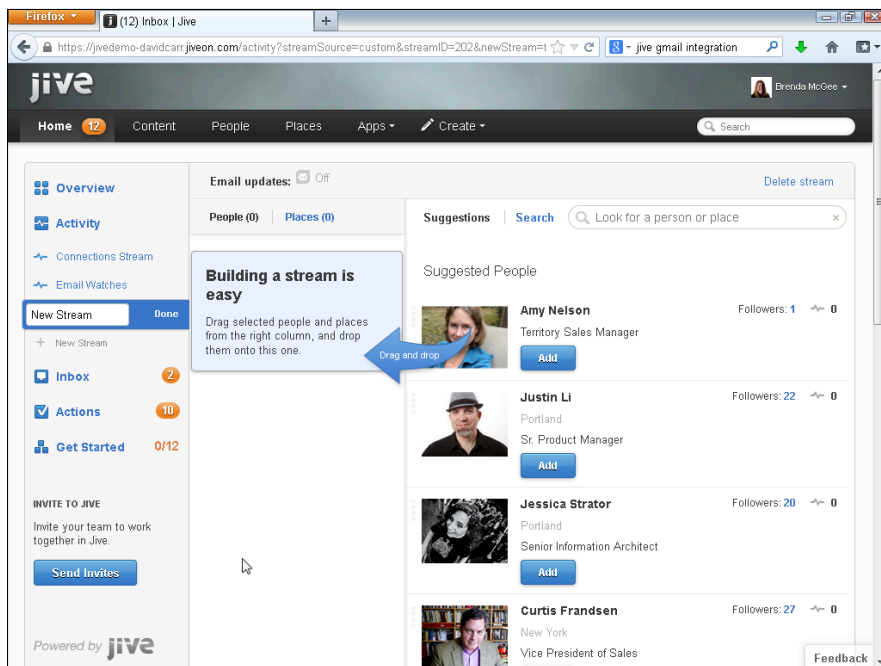 Firefox
(12) Inbox | Jive
https://jivedemo-davidcarr.jiveon.com/activity?streamSource=custom&streamID=202&newStream=t
jive gmail integration
jive
Brenda McGee
Home 12 Content People Places Apps Create
Search
Overview
Activity
Connections Stream
Email Watches
New Stream Done
New Stream
Inbox 2
Actions 10
Get Started 0/12
INVITE TO JIVE
Invite your team to work
together in Jive.
Send Invites
Powered by jive
Email updates: Off
Delete stream
People (0) Places (0)
Building a stream is
easy
Drag selected people and places
from the right column, and drop
them onto this one.
Drag and drop
Suggestions Search Look for a person or place
Suggested People
Amy Nelson Followers: 1 0
Territory Sales Manager
Add
Justin Li Followers: 22 0
Portland
Sr. Product Manager
Add
Jessica Strator Followers: 20 0
Portland
Senior Information Architect
Add
Curtis Frandsen Followers: 27 0
New York
Vice President of Sales
Feedback